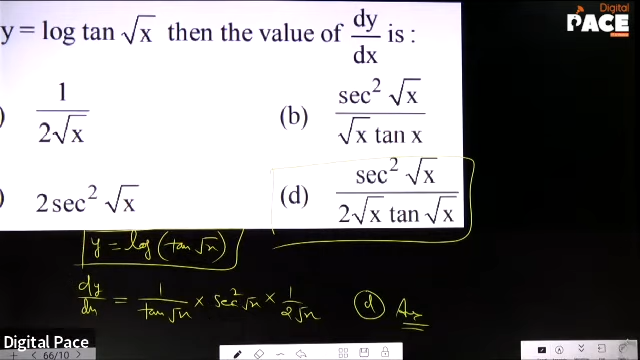 Digital
PACE
y = log tan √x then the value of dy/dx is :
) 1/(2√x)
(b) sec² √x/(√x tan x)
) 2 sec² √x
(d) sec² √x/(2√x tan √x)
y = log (tan √x)
dy/dx = 1/tan √x × sec² √x × 1/2√x
(d) Ans
Digital Pace
66/10